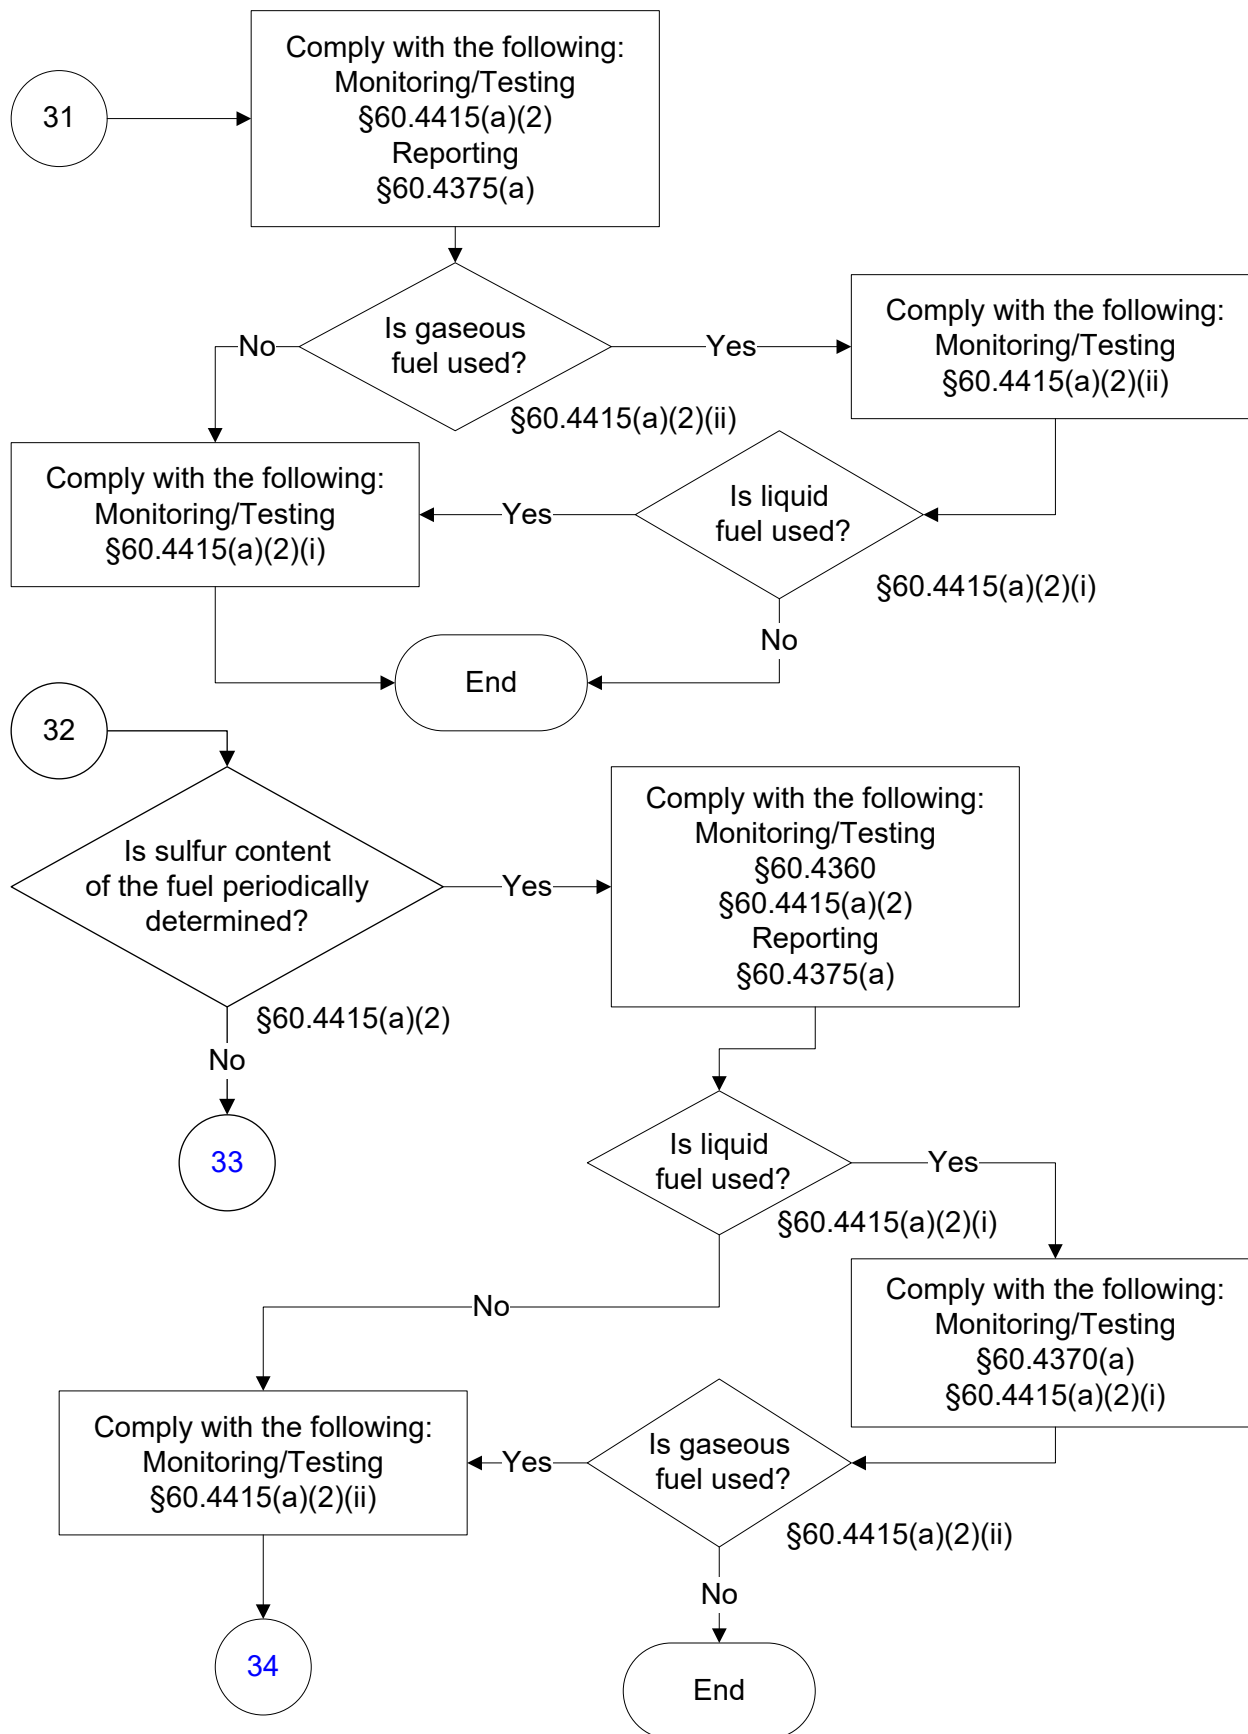 31
Comply with the following:
Monitoring/Testing
§60.4415(a)(2)
Reporting
§60.4375(a)
Is gaseous
fuel used?
No
Yes
§60.4415(a)(2)(ii)
Comply with the following:
Monitoring/Testing
§60.4415(a)(2)(ii)
Comply with the following:
Monitoring/Testing
§60.4415(a)(2)(i)
Yes
Is liquid
fuel used?
§60.4415(a)(2)(i)
No
End
32
Is sulfur content
of the fuel periodically
determined?
Yes
§60.4415(a)(2)
No
33
Comply with the following:
Monitoring/Testing
§60.4360
§60.4415(a)(2)
Reporting
§60.4375(a)
Is liquid
fuel used?
Yes
§60.4415(a)(2)(i)
No
Comply with the following:
Monitoring/Testing
§60.4370(a)
§60.4415(a)(2)(i)
Comply with the following:
Monitoring/Testing
§60.4415(a)(2)(ii)
Yes
Is gaseous
fuel used?
§60.4415(a)(2)(ii)
No
34
End